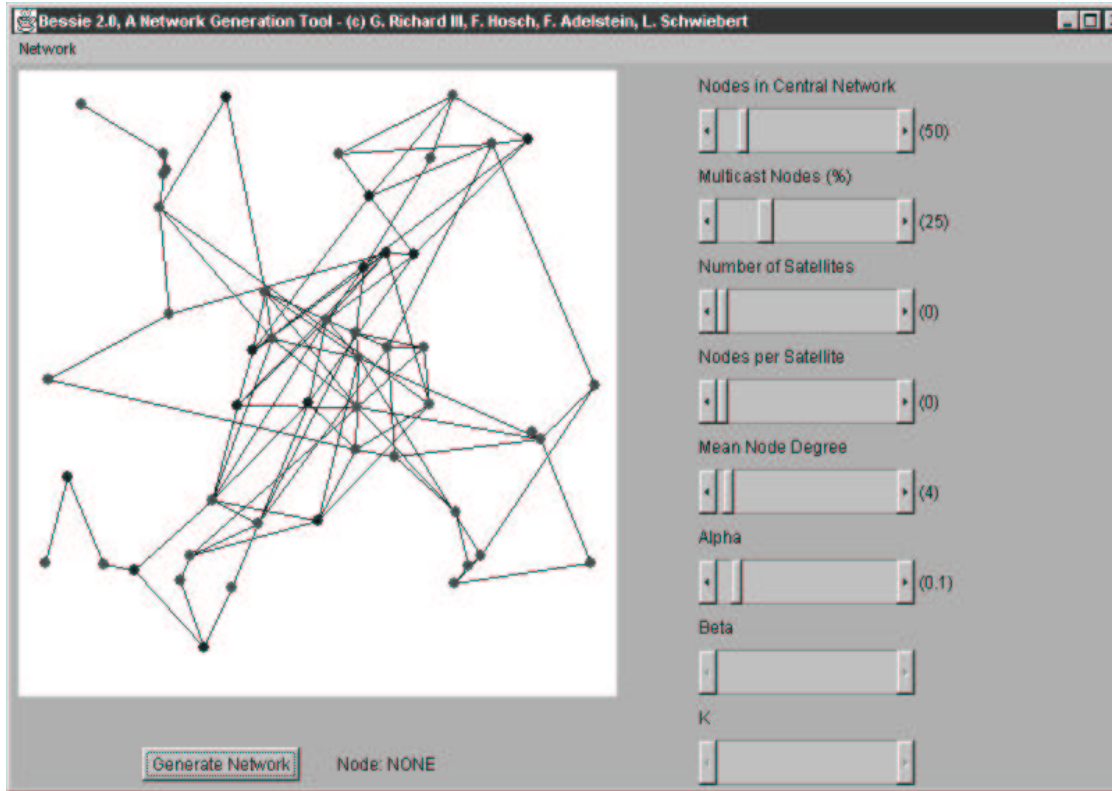 Bessie 2.0, A Network Generation Tool - (c) G. Richard III, F. Hosch, F. Adelstein, L. Schwiebert
Network
Nodes in Central Network
(50)
Multicast Nodes (%)
(25)
Number of Satellites
(0)
Nodes per Satellite
(0)
Mean Node Degree
(4)
Alpha
(0.1)
Beta
K
Generate Network Node: NONE